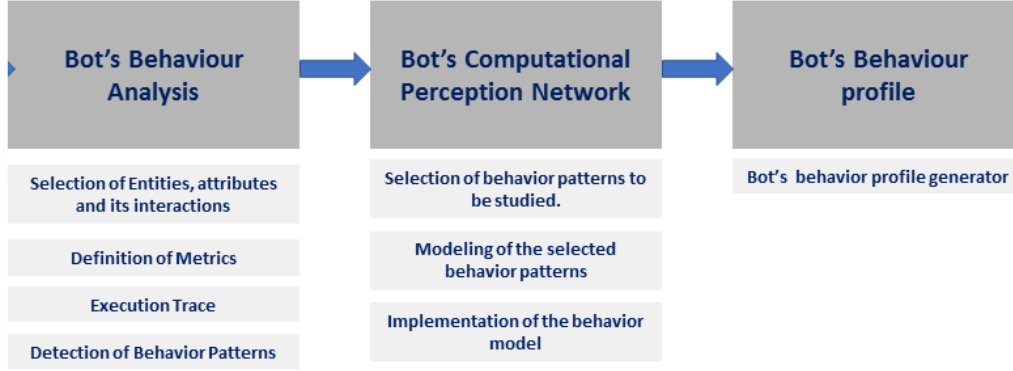 Bot's Behaviour
Analysis
Selection of Entities, attributes
and its interactions
Definition of Metrics
Execution Trace
Detection of Behavior Patterns
Bot's Computational
Perception Network
Selection of behavior patterns to
be studied.
Modeling of the selected
behavior patterns
Implementation of the behavior
model
Bot's Behaviour
profile
Bot's behavior profile generator